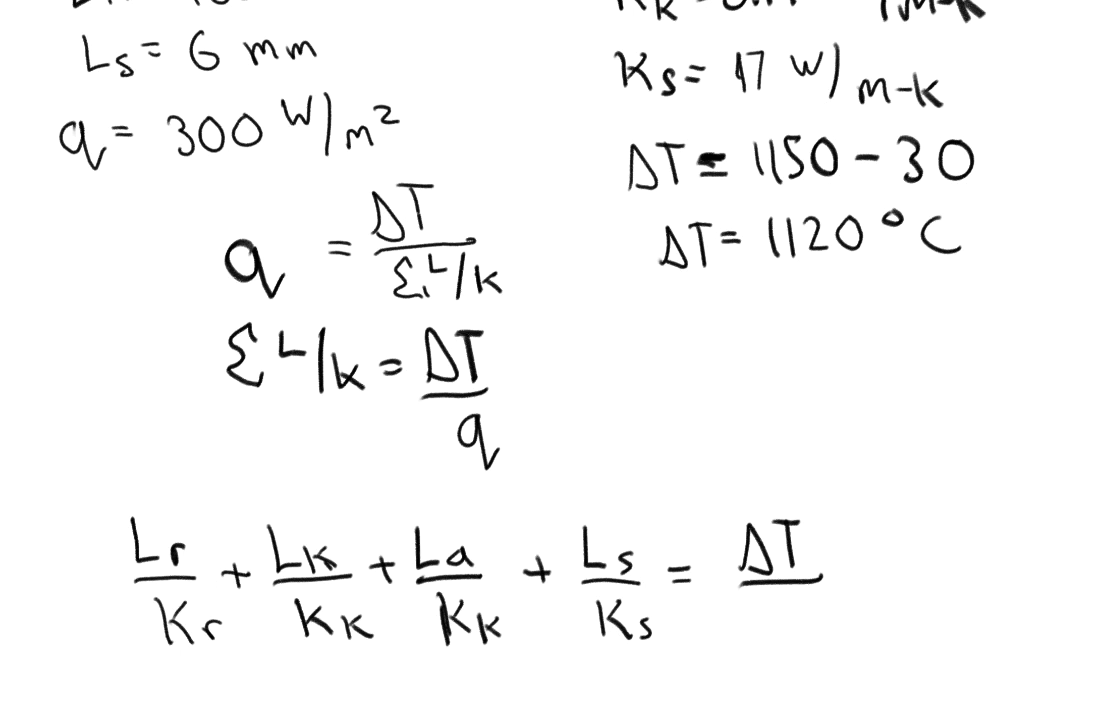 Ls = 6 mm
Ks = 17 W/m-k
q = 300 W/m²
ΔT = 1150 - 30
ΔT = 1120 °C
q = ΔT / Σ L/k
Σ L/k = ΔT / q
Lr/Kr + LK/KK + La/KK + Ls/Ks = ΔT